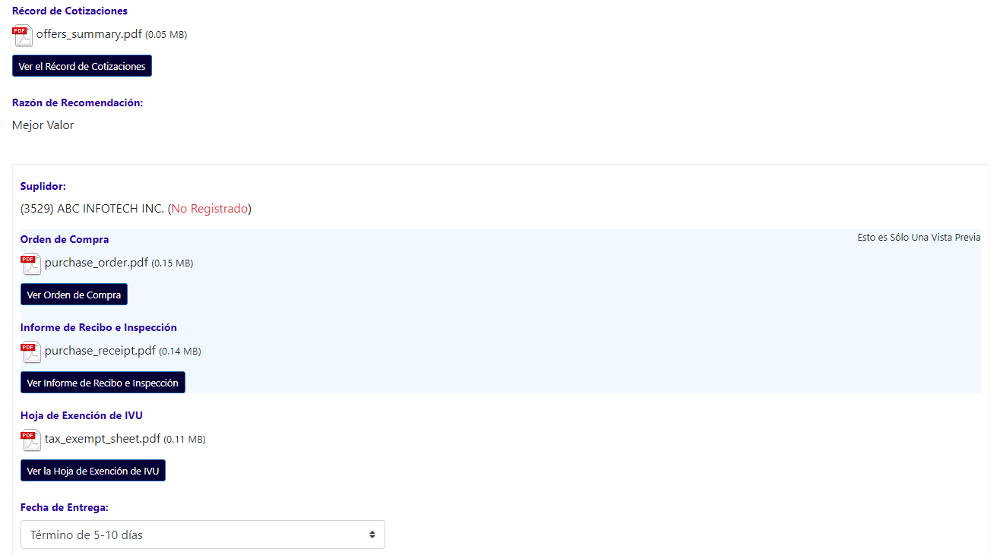 Récord de Cotizaciones
PDF offers_summary.pdf (0.05 MB)
Ver el Récord de Cotizaciones
Razón de Recomendación:
Mejor Valor
Suplidor:
(3529) ABC INFOTECH INC. (No Registrado)
Orden de Compra
Esto es Sólo Una Vista Previa
PDF purchase_order.pdf (0.15 MB)
Ver Orden de Compra
Informe de Recibo e Inspección
PDF purchase_receipt.pdf (0.14 MB)
Ver Informe de Recibo e Inspección
Hoja de Exención de IVU
PDF tax_exempt_sheet.pdf (0.11 MB)
Ver la Hoja de Exención de IVU
Fecha de Entrega:
Término de 5-10 días